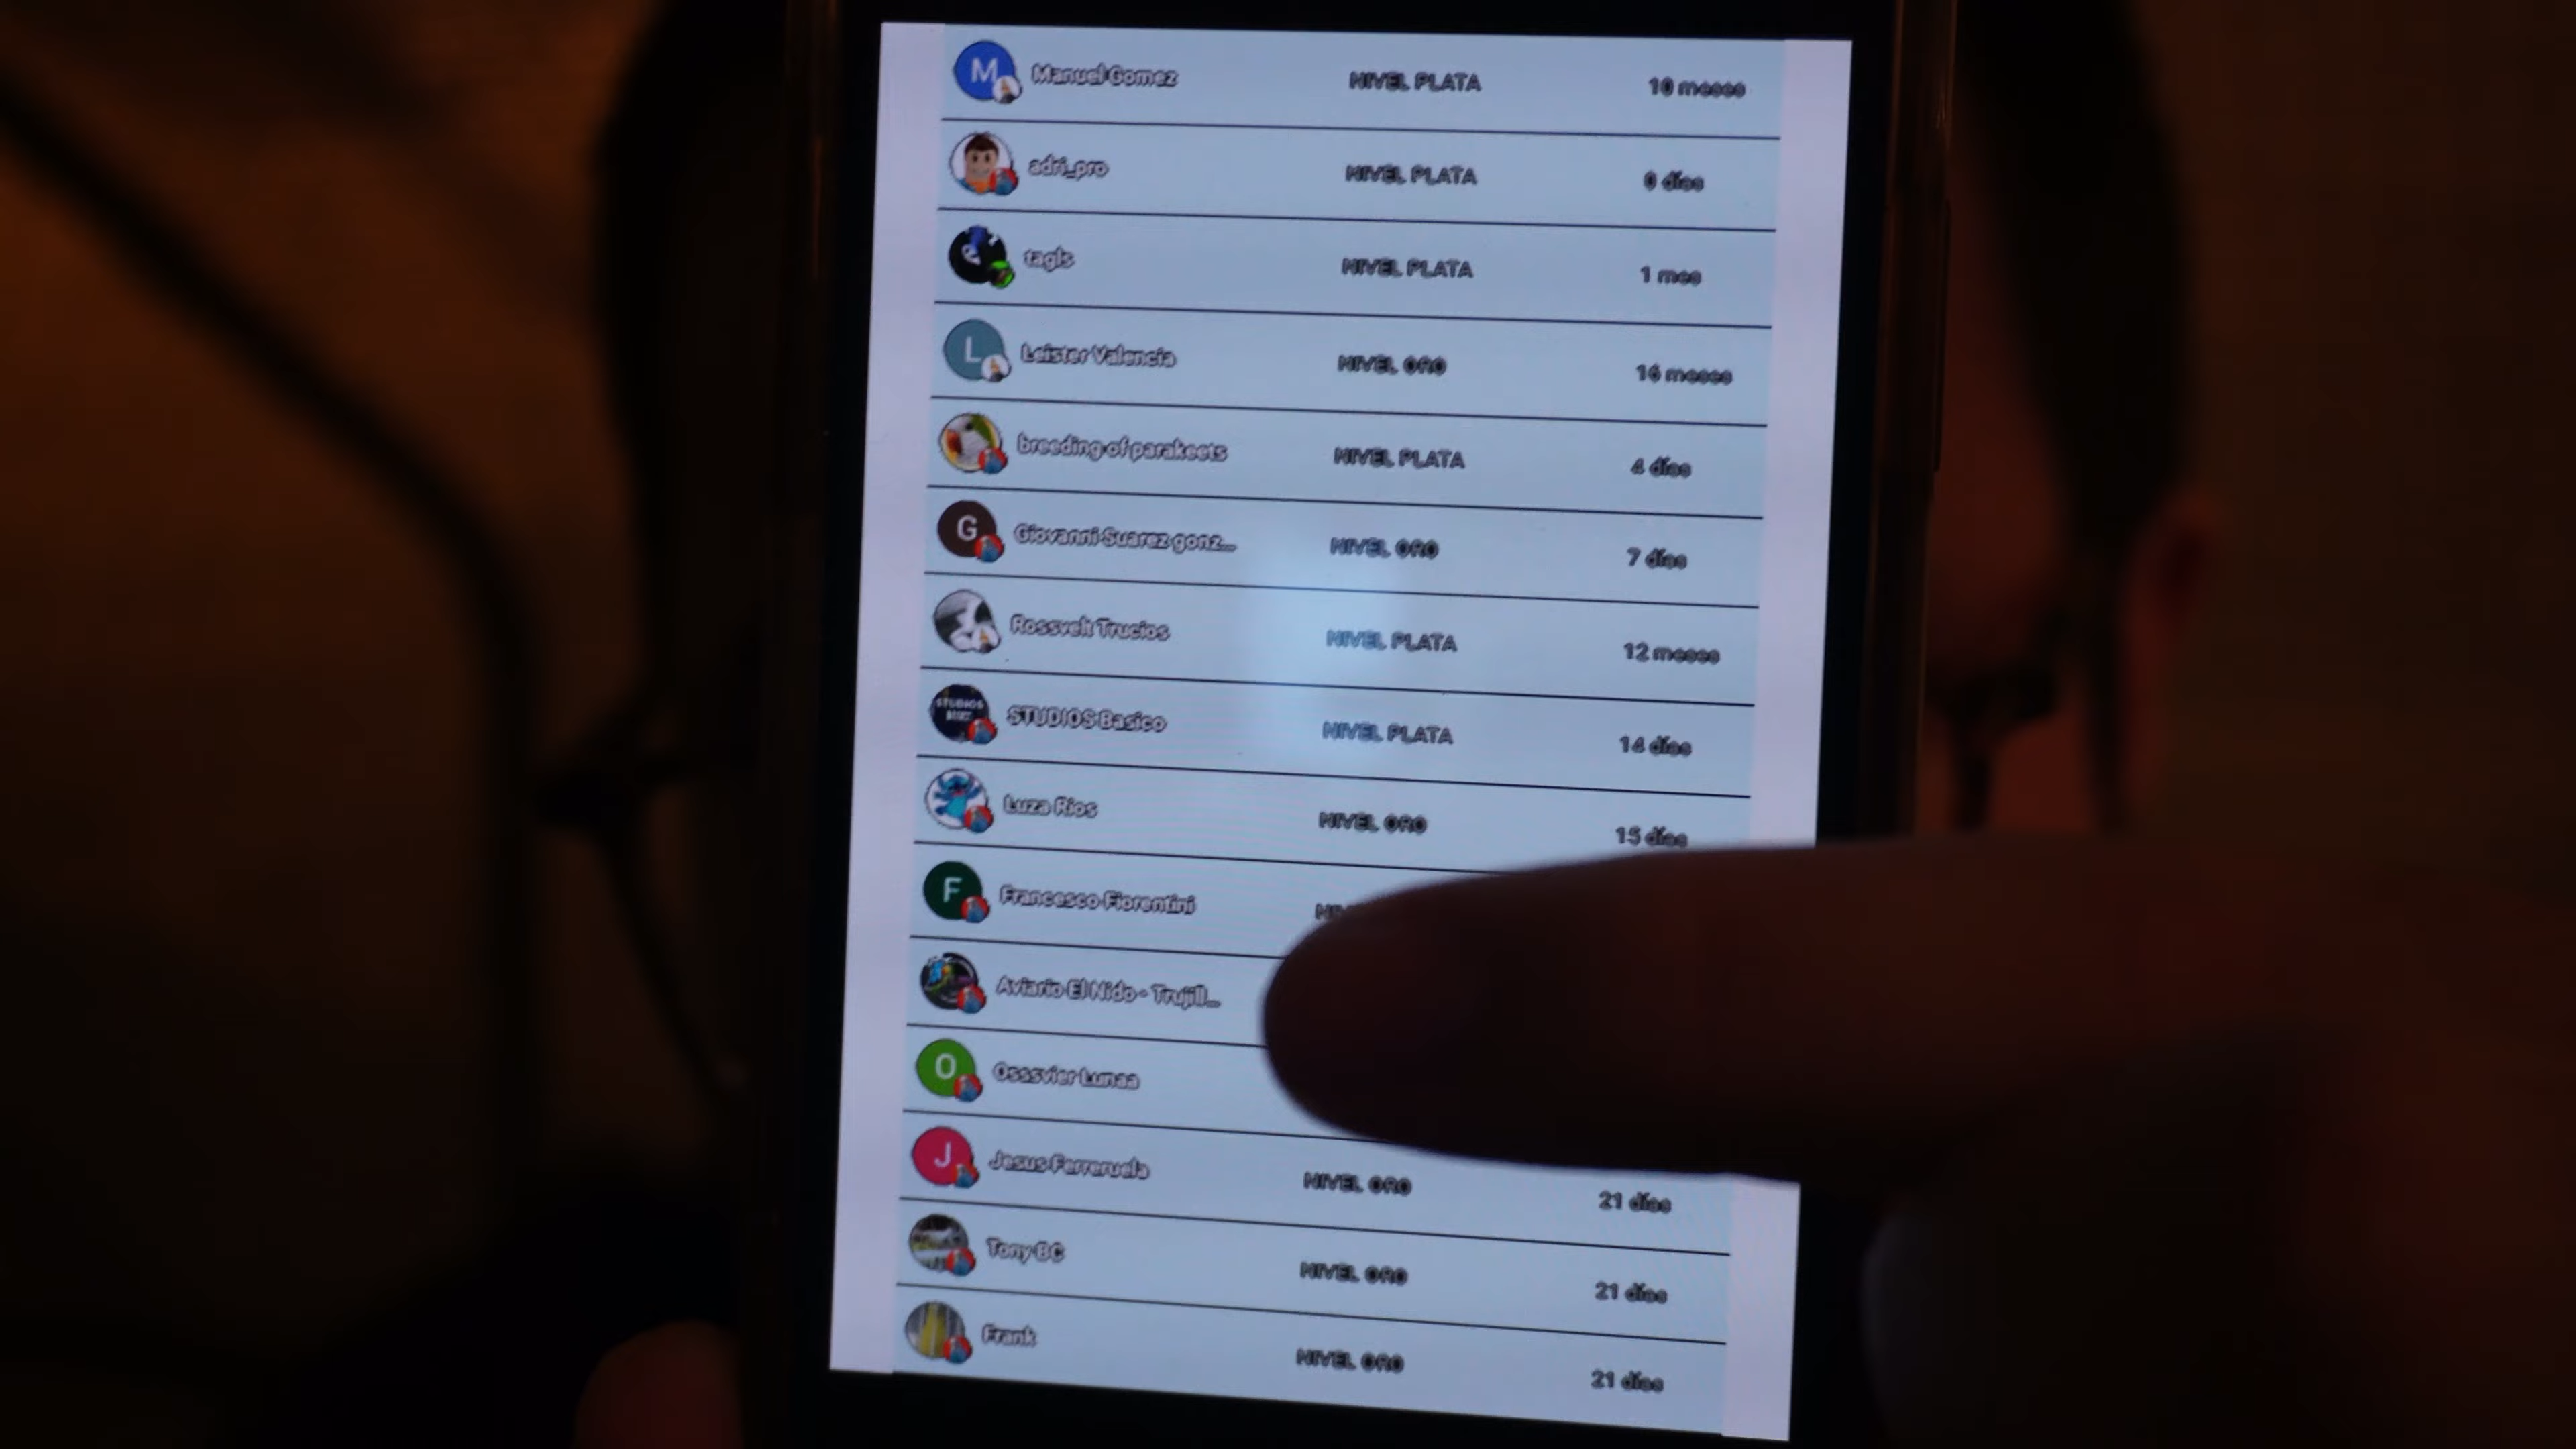 M Manuel Gomez NIVEL PLATA 10 meses
adri_pro NIVEL PLATA 0 días
tagls NIVEL PLATA 1 mes
L Leister Valencia NIVEL ORO 16 meses
breeding of parakeets NIVEL PLATA 4 días
G Giovanni Suarez gonz... NIVEL ORO 7 días
Rossvelt Trucios NIVEL PLATA 12 meses
STUDIOS Basico NIVEL PLATA 14 días
Luza Rios NIVEL ORO 15 días
F Francesco Fiorentini
Aviario El Nido - Trujill...
O Osssvier Lunaa
J Jesus Ferreruela NIVEL ORO 21 días
Tony BC NIVEL ORO 21 días
Frank NIVEL ORO 21 días